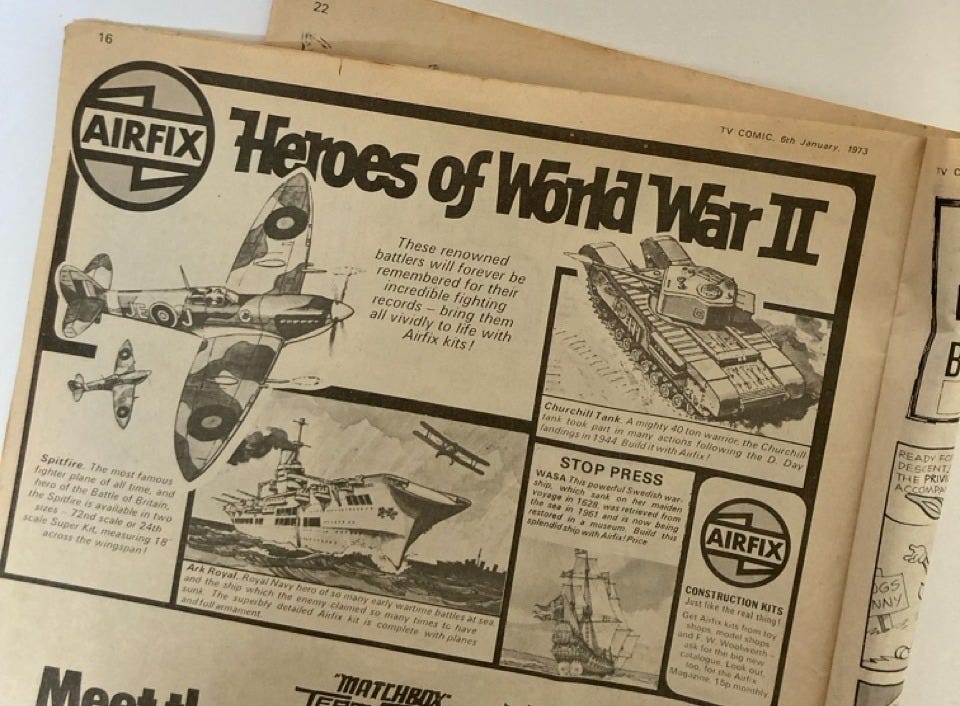 22
16
TV COMIC, 6th January, 1973
TV C
AIRFIX
Heroes of World War II
These renowned
battlers will forever be
remembered for their
incredible fighting
records – bring them
all vividly to life with
Airfix kits!
Churchill Tank. A mighty 40 ton warrior, the Churchill
tank took part in many actions following the D. Day
landings in 1944. Build it with Airfix!
Spitfire. The most famous
fighter plane of all time, and
hero of the Battle of Britain,
the Spitfire is available in two
sizes – 72nd scale or 24th
scale Super Kit, measuring 18"
across the wingspan!
Ark Royal. Royal Navy hero of so many early wartime battles at sea
and the ship which the enemy claimed so many times to have
sunk. The superbly detailed Airfix kit is complete with planes
and full armament.
STOP PRESS
WASA This powerful Swedish war-
ship, which sank on her maiden
voyage in 1628, was retrieved from
the sea in 1961 and is now being
restored in a museum. Build this
splendid ship with Airfix! Price
AIRFIX
CONSTRUCTION KITS
Just like the real thing!
Get Airfix kits from toy
shops, model shops
and F. W. Woolworth –
ask for the big new
catalogue. Look out,
too, for the Airfix
Magazine, 15p monthly
B
READY FO
DESCENT,
THE PRIVI
ACCOMPA
OGS
NNY
"MATCHBOX"